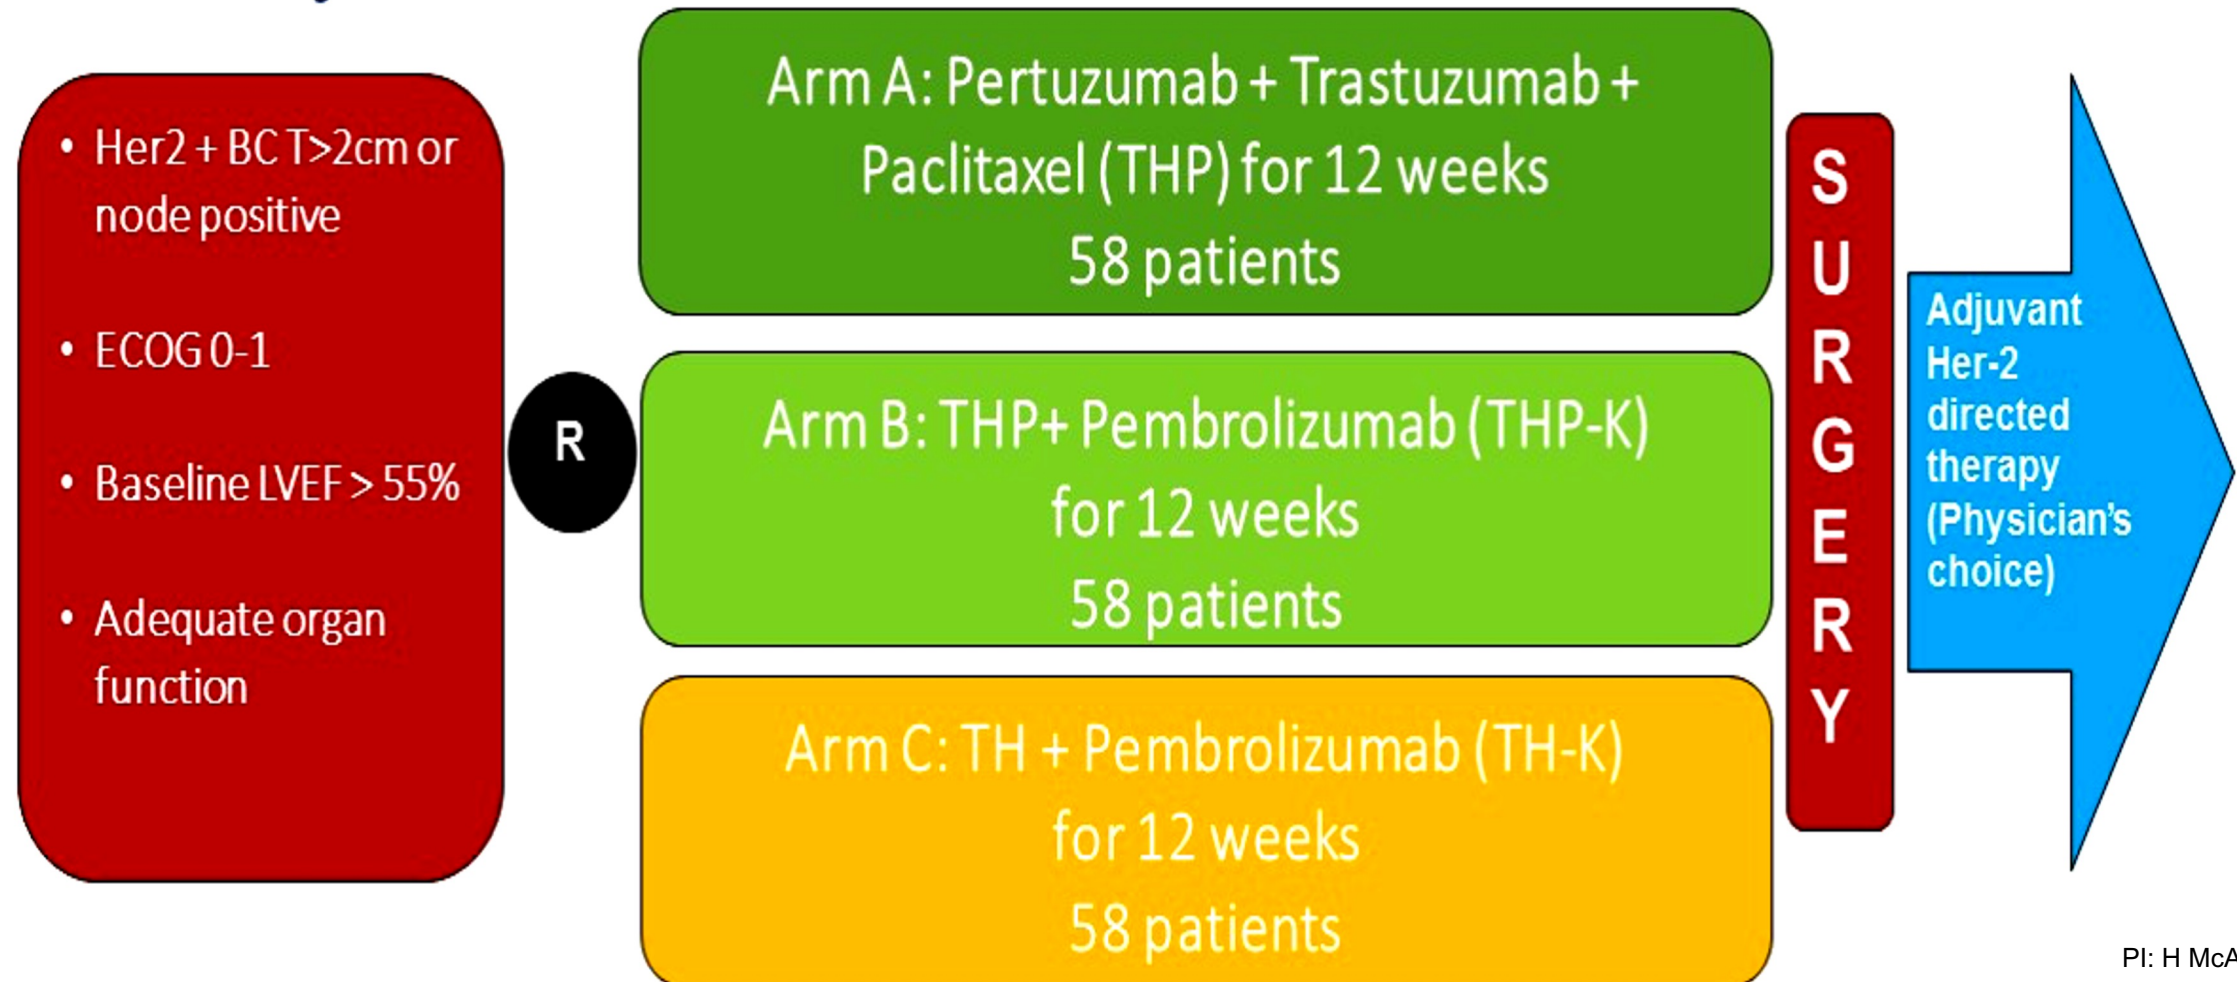 • Her2 + BC T>2cm or
node positive
• ECOG 0-1
• Baseline LVEF > 55%
• Adequate organ
function
R
Arm A: Pertuzumab + Trastuzumab +
Paclitaxel (THP) for 12 weeks
58 patients
Arm B: THP+ Pembrolizumab (THP-K)
for 12 weeks
58 patients
Arm C: TH + Pembrolizumab (TH-K)
for 12 weeks
58 patients
S
U
R
G
E
R
Y
Adjuvant
Her-2
directed
therapy
(Physician's
choice)
PI: H McA